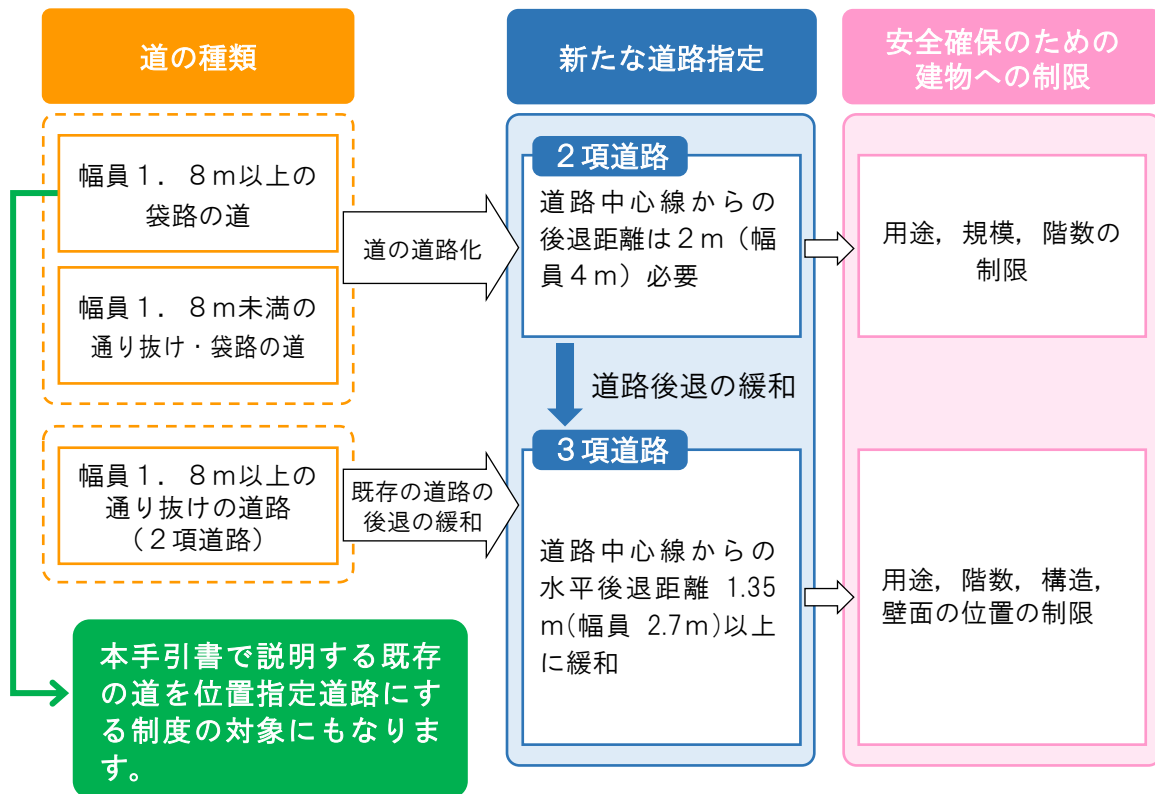 道の種類
新たな道路指定
安全確保のための
建物への制限
幅員１．８ｍ以上の
袋路の道
幅員１．８ｍ未満の
通り抜け・袋路の道
道の道路化
２項道路
道路中心線からの
後退距離は２ｍ（幅
員４ｍ）必要
用途，規模，階数の
制限
道路後退の緩和
幅員１．８ｍ以上の
通り抜けの道路
（２項道路）
既存の道路の
後退の緩和
３項道路
道路中心線からの
水平後退距離 1.35
ｍ(幅員 2.7ｍ)以上
に緩和
用途，階数，構造，
壁面の位置の制限
本手引書で説明する既存
の道を位置指定道路にす
る制度の対象にもなりま
す。